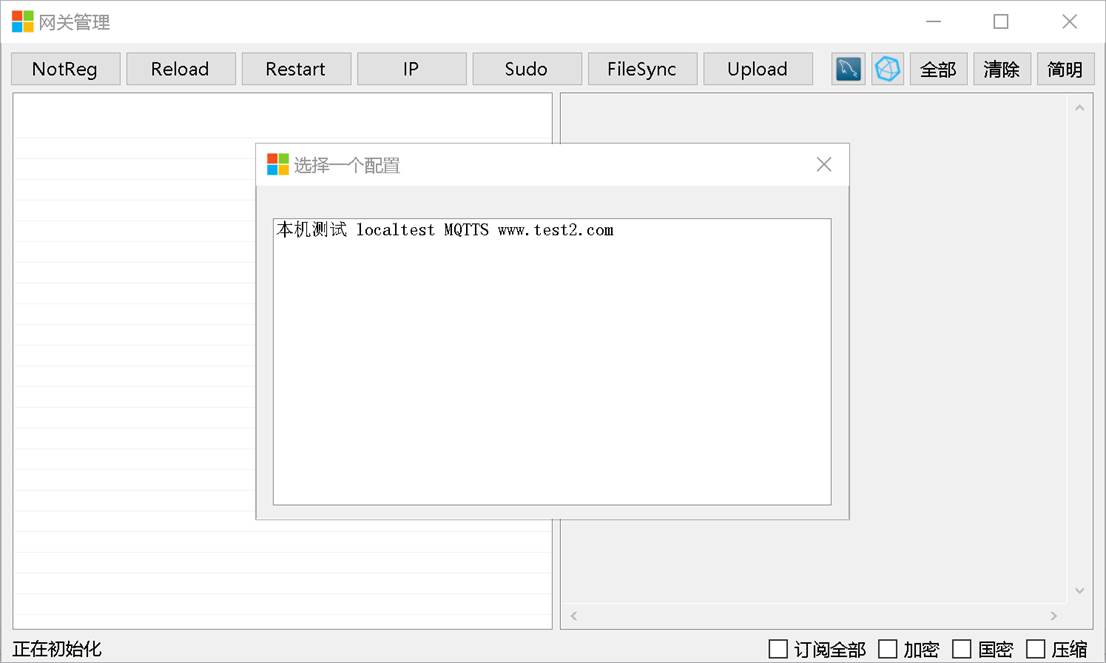 网关管理
NotReg Reload Restart IP Sudo FileSync Upload 全部 清除 简明
选择一个配置
本机测试 localtest MQTTS www.test2.com
正在初始化 订阅全部 加密 国密 压缩